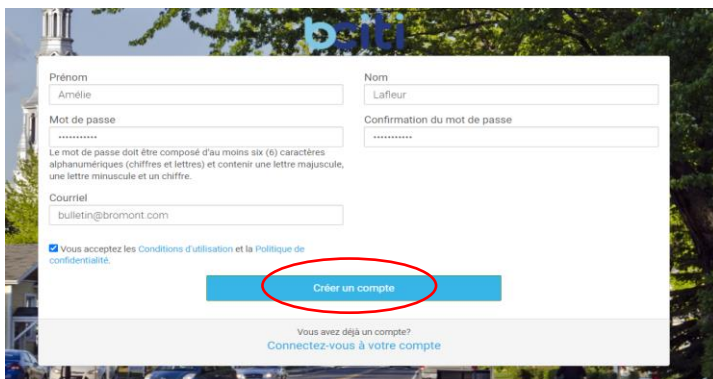 bciti
Prénom
Nom
Amélie
Lafleur
Mot de passe
Confirmation du mot de passe
•••••••••••
•••••••••••
Le mot de passe doit être composé d'au moins six (6) caractères
alphanumériques (chiffres et lettres) et contenir une lettre majuscule,
une lettre minuscule et un chiffre.
Courriel
bulletin@bromont.com
Vous acceptez les Conditions d'utilisation et la Politique de
confidentialité.
Créer un compte
Vous avez déjà un compte?
Connectez-vous à votre compte